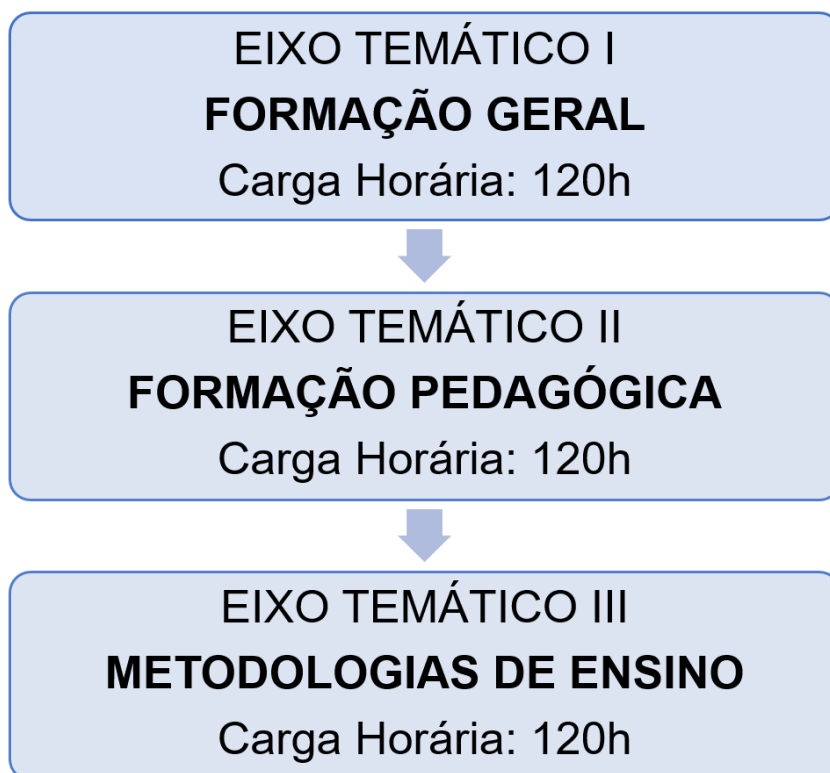 EIXO TEMÁTICO I
FORMAÇÃO GERAL
Carga Horária: 120h
EIXO TEMÁTICO II
FORMAÇÃO PEDAGÓGICA
Carga Horária: 120h
EIXO TEMÁTICO III
METODOLOGIAS DE ENSINO
Carga Horária: 120h